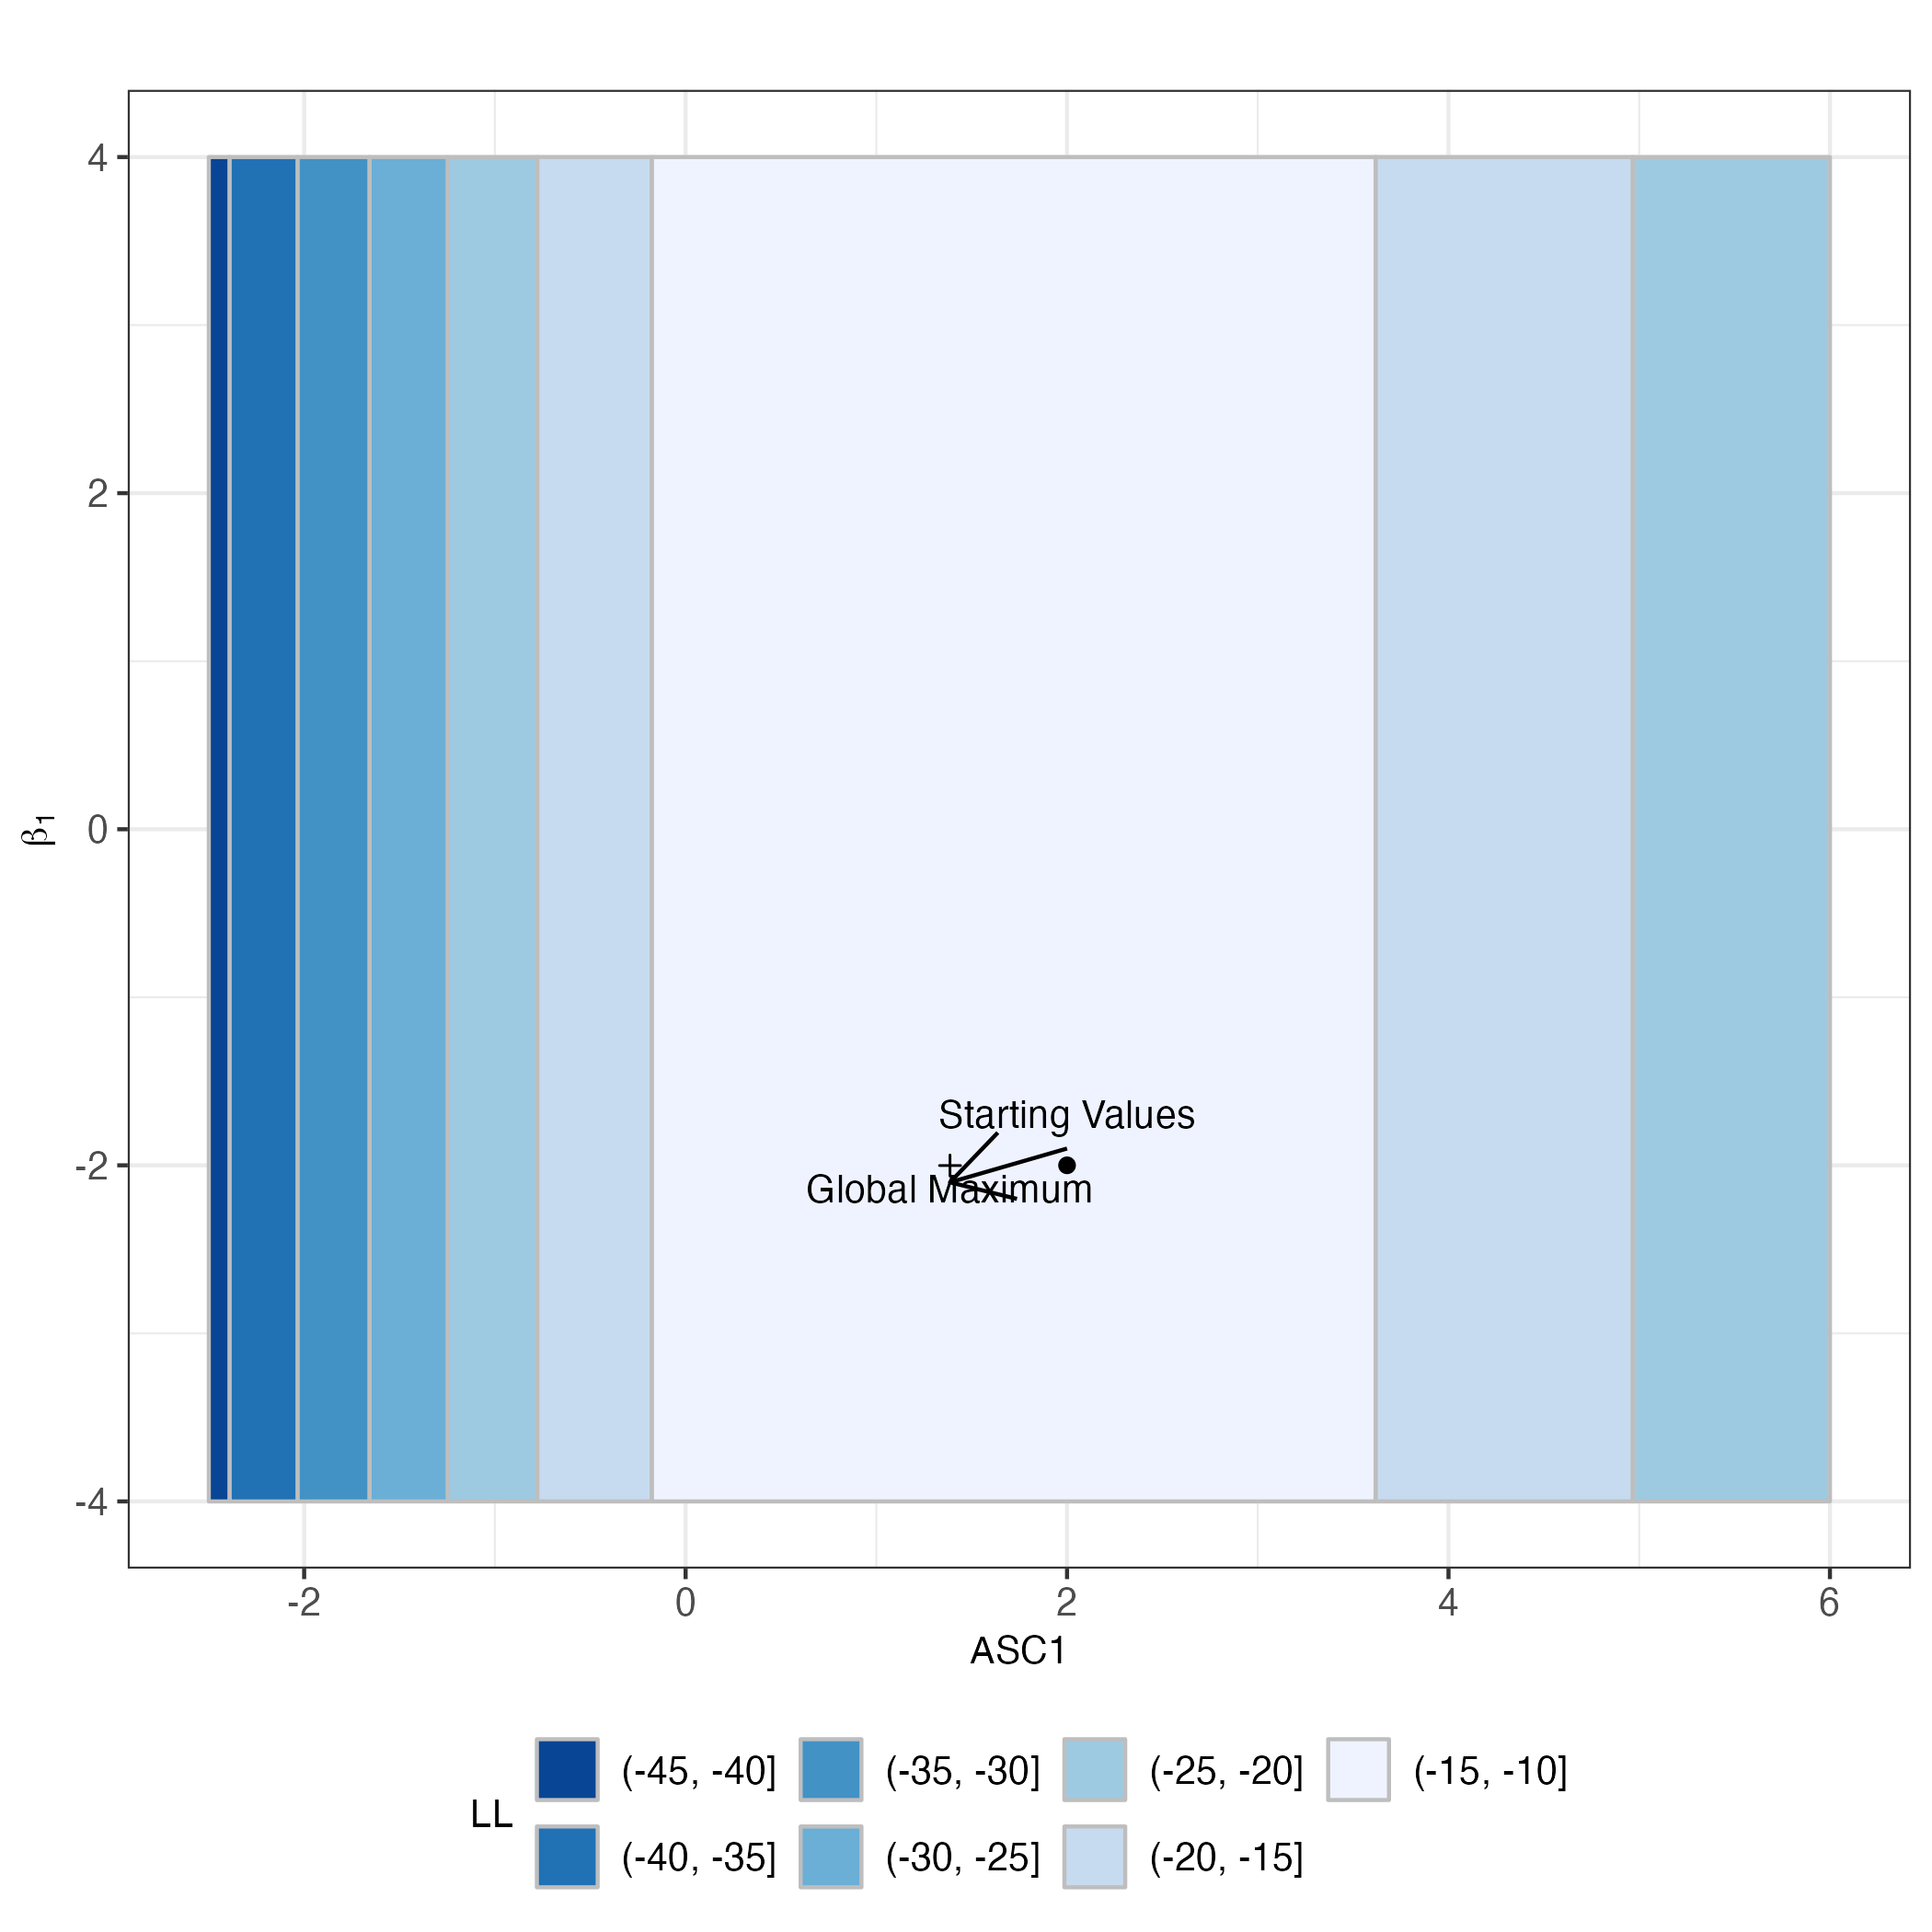 4
2
0
-2
-4
β1
Starting Values
Global Maximum
-2 0 2 4 6
ASC1
LL
(-45, -40] (-35, -30] (-25, -20] (-15, -10]
(-40, -35] (-30, -25] (-20, -15]